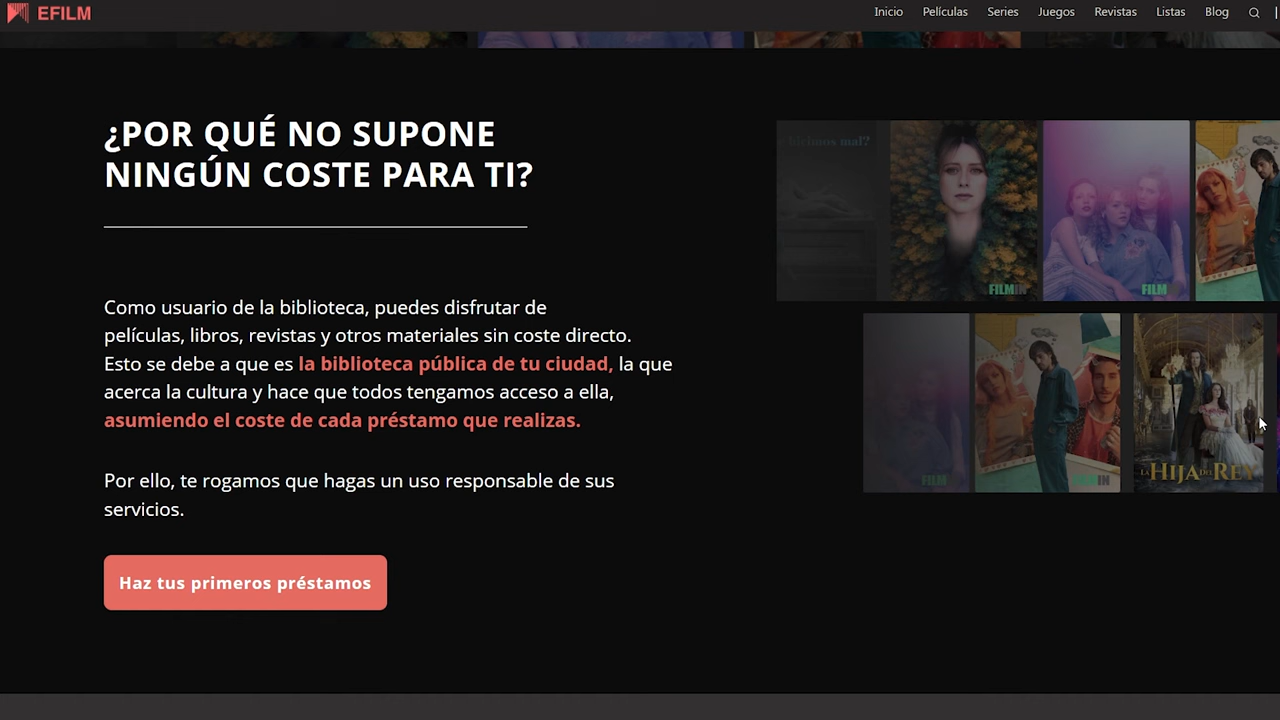 EFILM
Inicio Películas Series Juegos Revistas Listas Blog
¿POR QUÉ NO SUPONE
NINGÚN COSTE PARA TI?
Como usuario de la biblioteca, puedes disfrutar de
películas, libros, revistas y otros materiales sin coste directo.
Esto se debe a que es la biblioteca pública de tu ciudad, la que
acerca la cultura y hace que todos tengamos acceso a ella,
asumiendo el coste de cada préstamo que realizas.
Por ello, te rogamos que hagas un uso responsable de sus
servicios.
Haz tus primeros préstamos
hicimos mal?
FILMIN
FILM
FILM
LA HIJA DEL REY